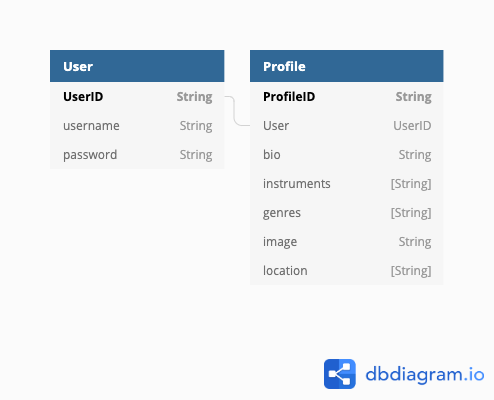 User
UserID String
username String
password String
Profile
ProfileID String
User UserID
bio String
instruments [String]
genres [String]
image String
location [String]
dbdiagram.io